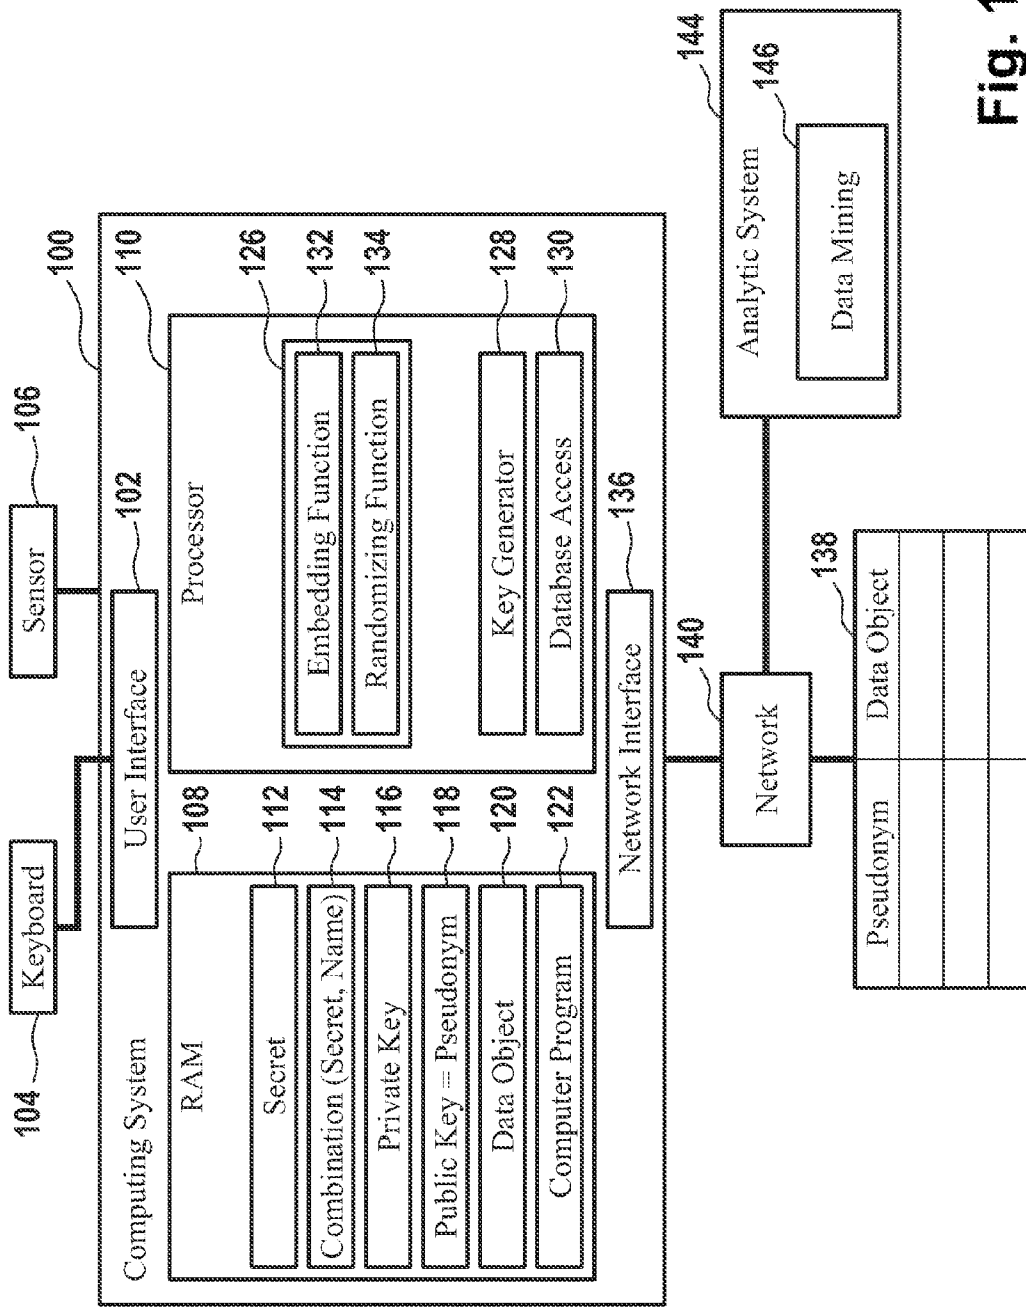 104
Keyboard
Sensor
106
Computing System
User Interface
102
100
RAM
108
Processor
110
Secret
112
Combination (Secret, Name)
114
Private Key
116
Public Key = Pseudonym
118
Data Object
120
Computer Program
122
126
Embedding Function
132
Randomizing Function
134
Key Generator
128
Database Access
130
Network Interface
136
Network
140
Pseudonym
Data Object
138
Analytic System
144
Data Mining
146
Fig. 1